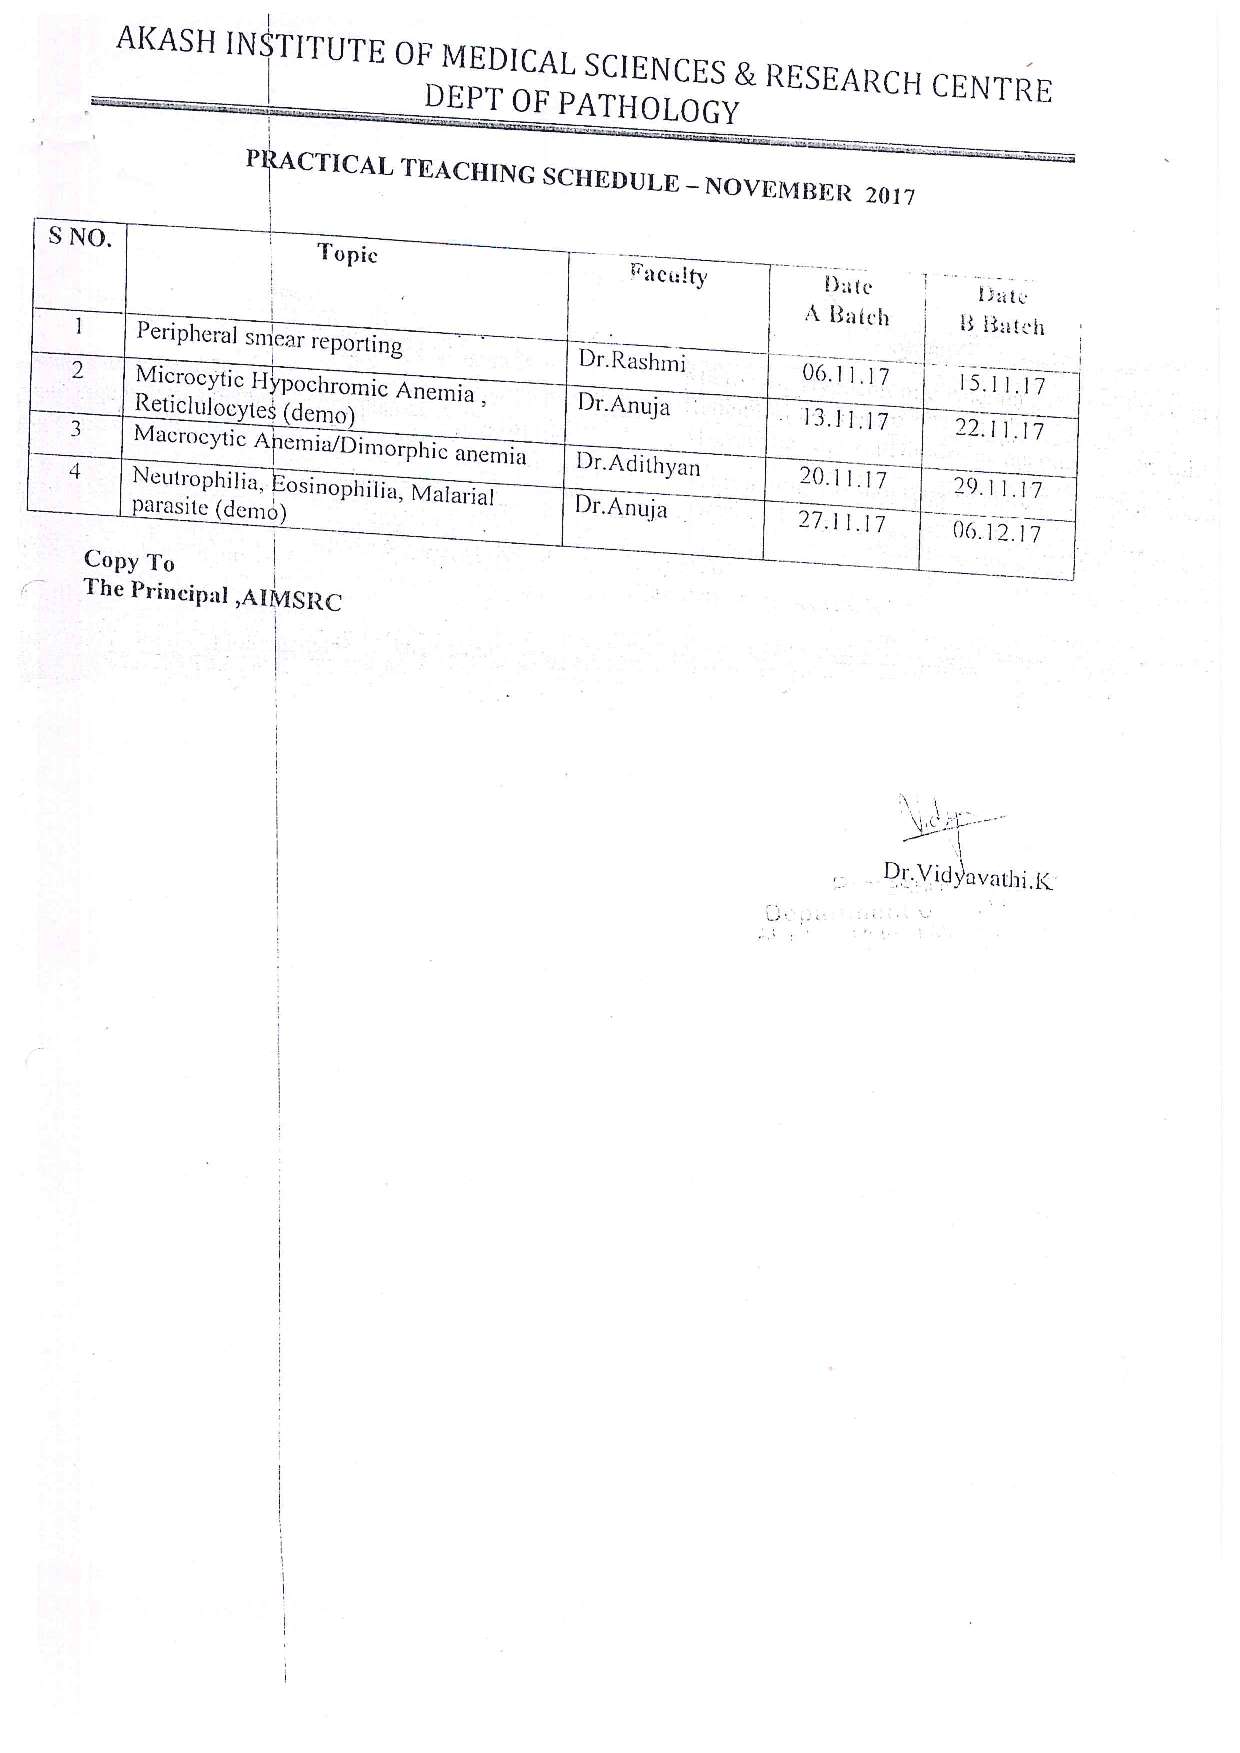 AKASH INSTITUTE OF MEDICAL SCIENCES & RESEARCH CENTRE
DEPT OF PATHOLOGY
PRACTICAL TEACHING SCHEDULE – NOVEMBER 2017
S NO. Topic Faculty Date A Batch Date B Batch
1 Peripheral smear reporting Dr.Rashmi 06.11.17 15.11.17
2 Microcytic Hypochromic Anemia , Dr.Anuja 13.11.17 22.11.17
Reticlulocytes (demo)
3 Macrocytic Anemia/Dimorphic anemia Dr.Adithyan 20.11.17 29.11.17
4 Neutrophilia, Eosinophilia, Malarial Dr.Anuja 27.11.17 06.12.17
parasite (demo)
Copy To
The Principal ,AIMSRC
Dr.Vidyavathi.K